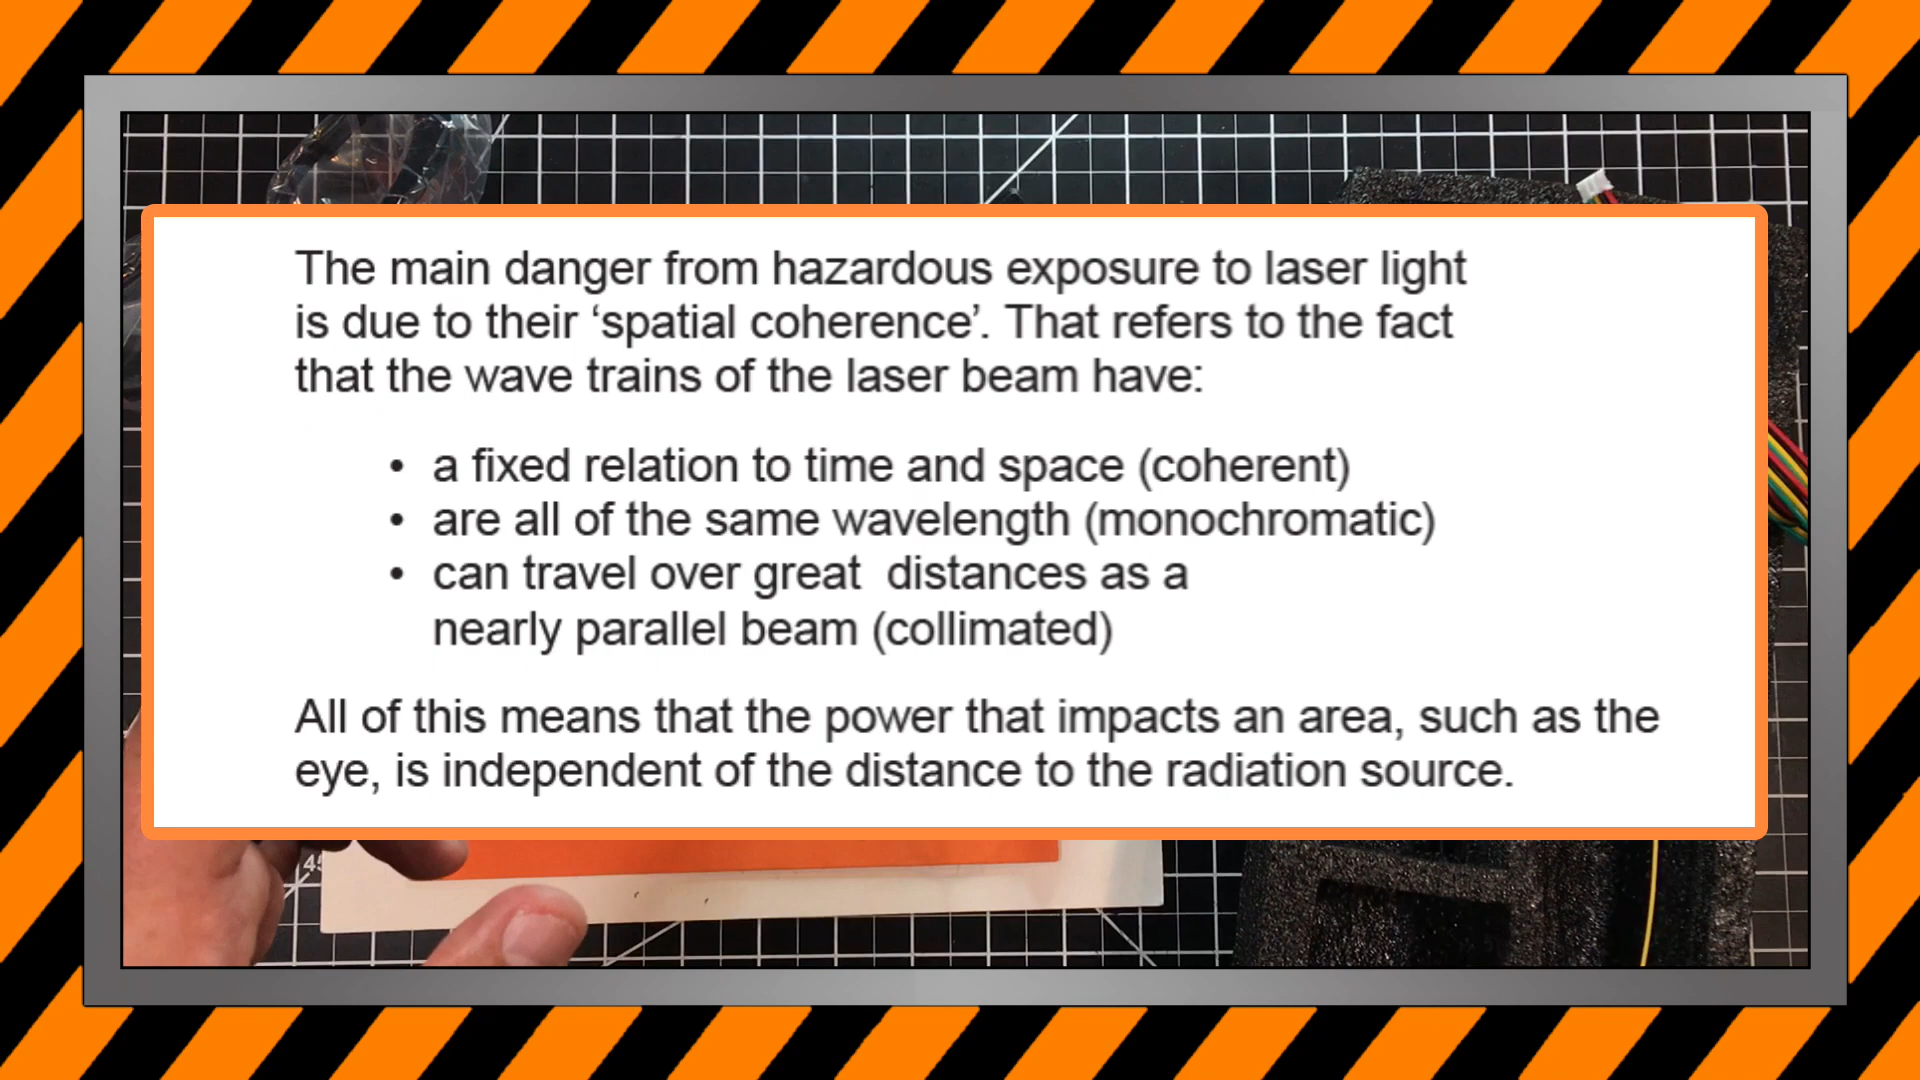 The main danger from hazardous exposure to laser light
is due to their ‘spatial coherence’. That refers to the fact
that the wave trains of the laser beam have:
• a fixed relation to time and space (coherent)
• are all of the same wavelength (monochromatic)
• can travel over great  distances as a
nearly parallel beam (collimated)
All of this means that the power that impacts an area, such as the
eye, is independent of the distance to the radiation source.